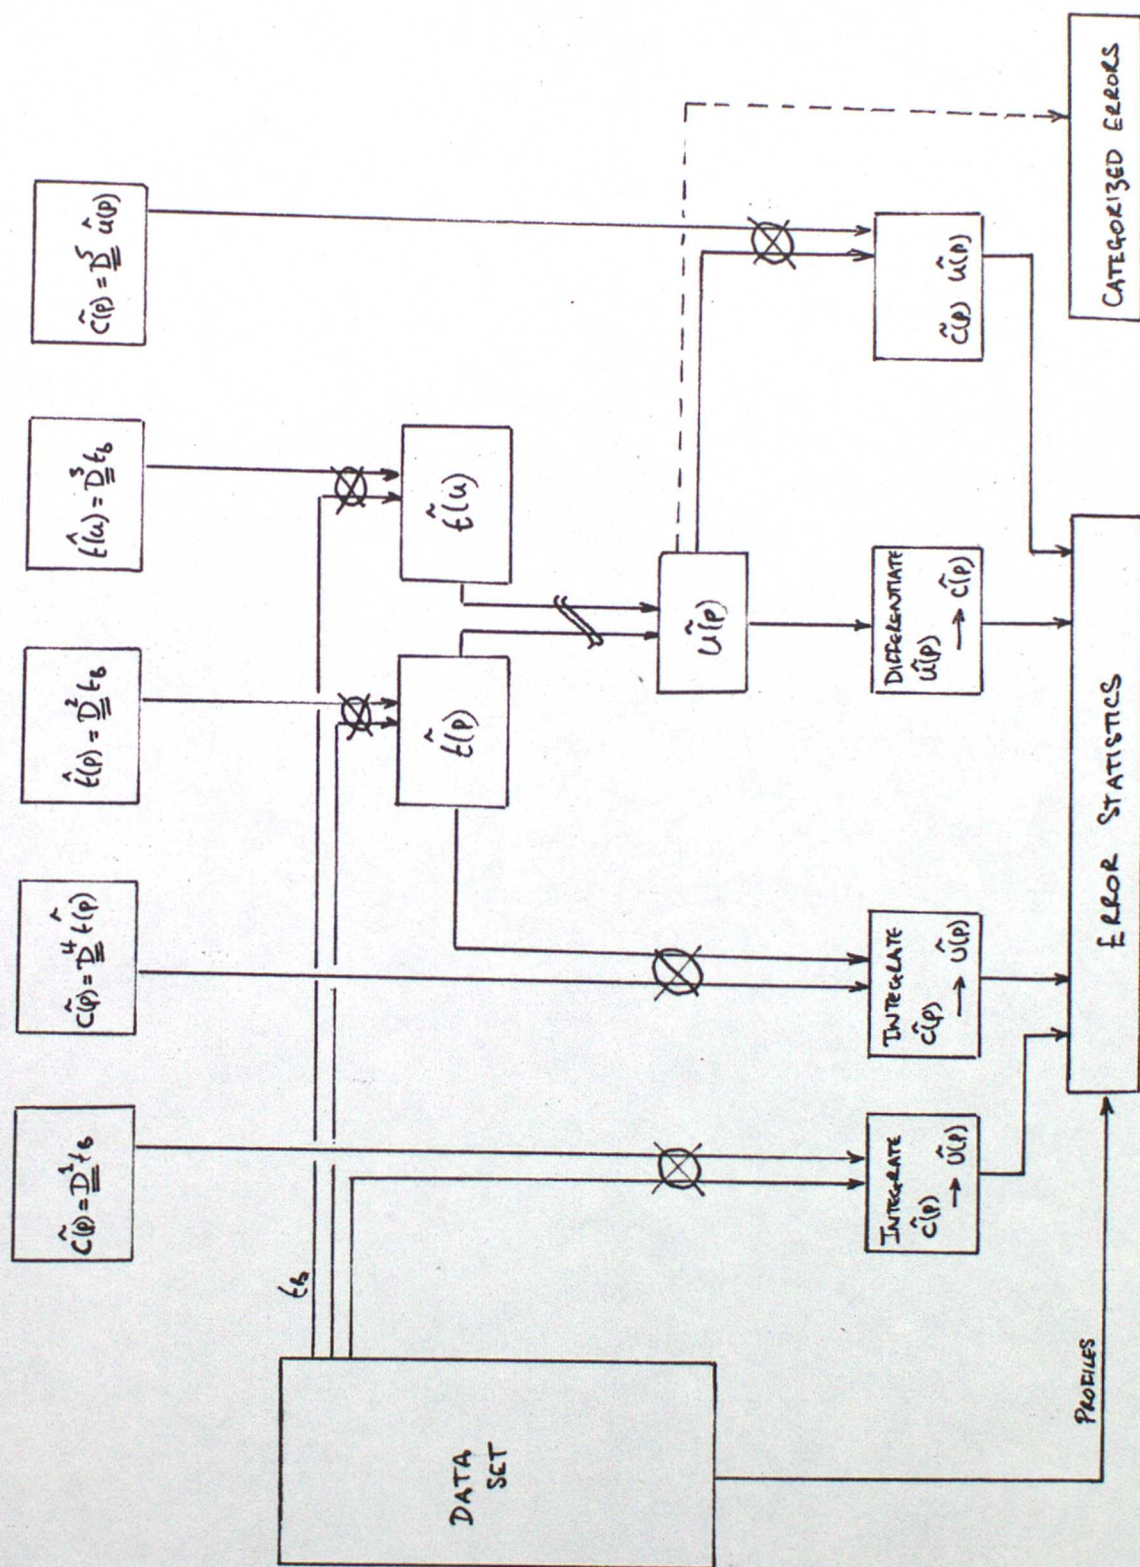 ĉ(p) = D¹ t_B
ĉ(p) = D⁴ t̂(p)
t̂(p) = D² t_B
t̂(u) = D³ t_B
ĉ(p) = D⁵ û(p)
t_B
DATA
SET
t̂(p)
t̂(u)
û(p)
INTEGRATE
ĉ(p)
→ û(p)
INTEGRATE
ĉ(p)
→ û(p)
DIFFERENTIATE
û(p)
→ ĉ(p)
ĉ(p) û(p)
PROFILES
ERROR STATISTICS
CATEGORIZED ERRORS